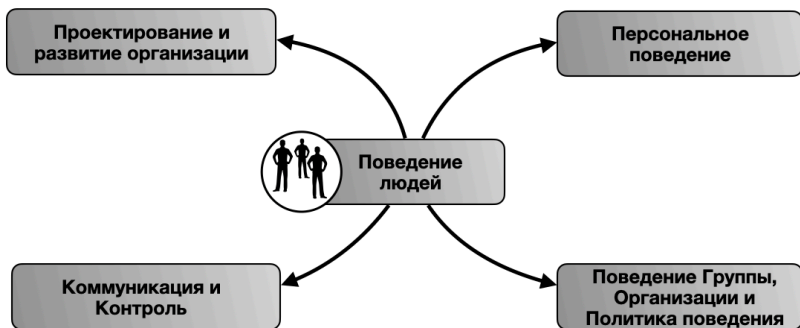 Проектирование и
развитие организации
Персональное
поведение
Поведение
людей
Коммуникация и
Контроль
Поведение Группы,
Организации и
Политика поведения